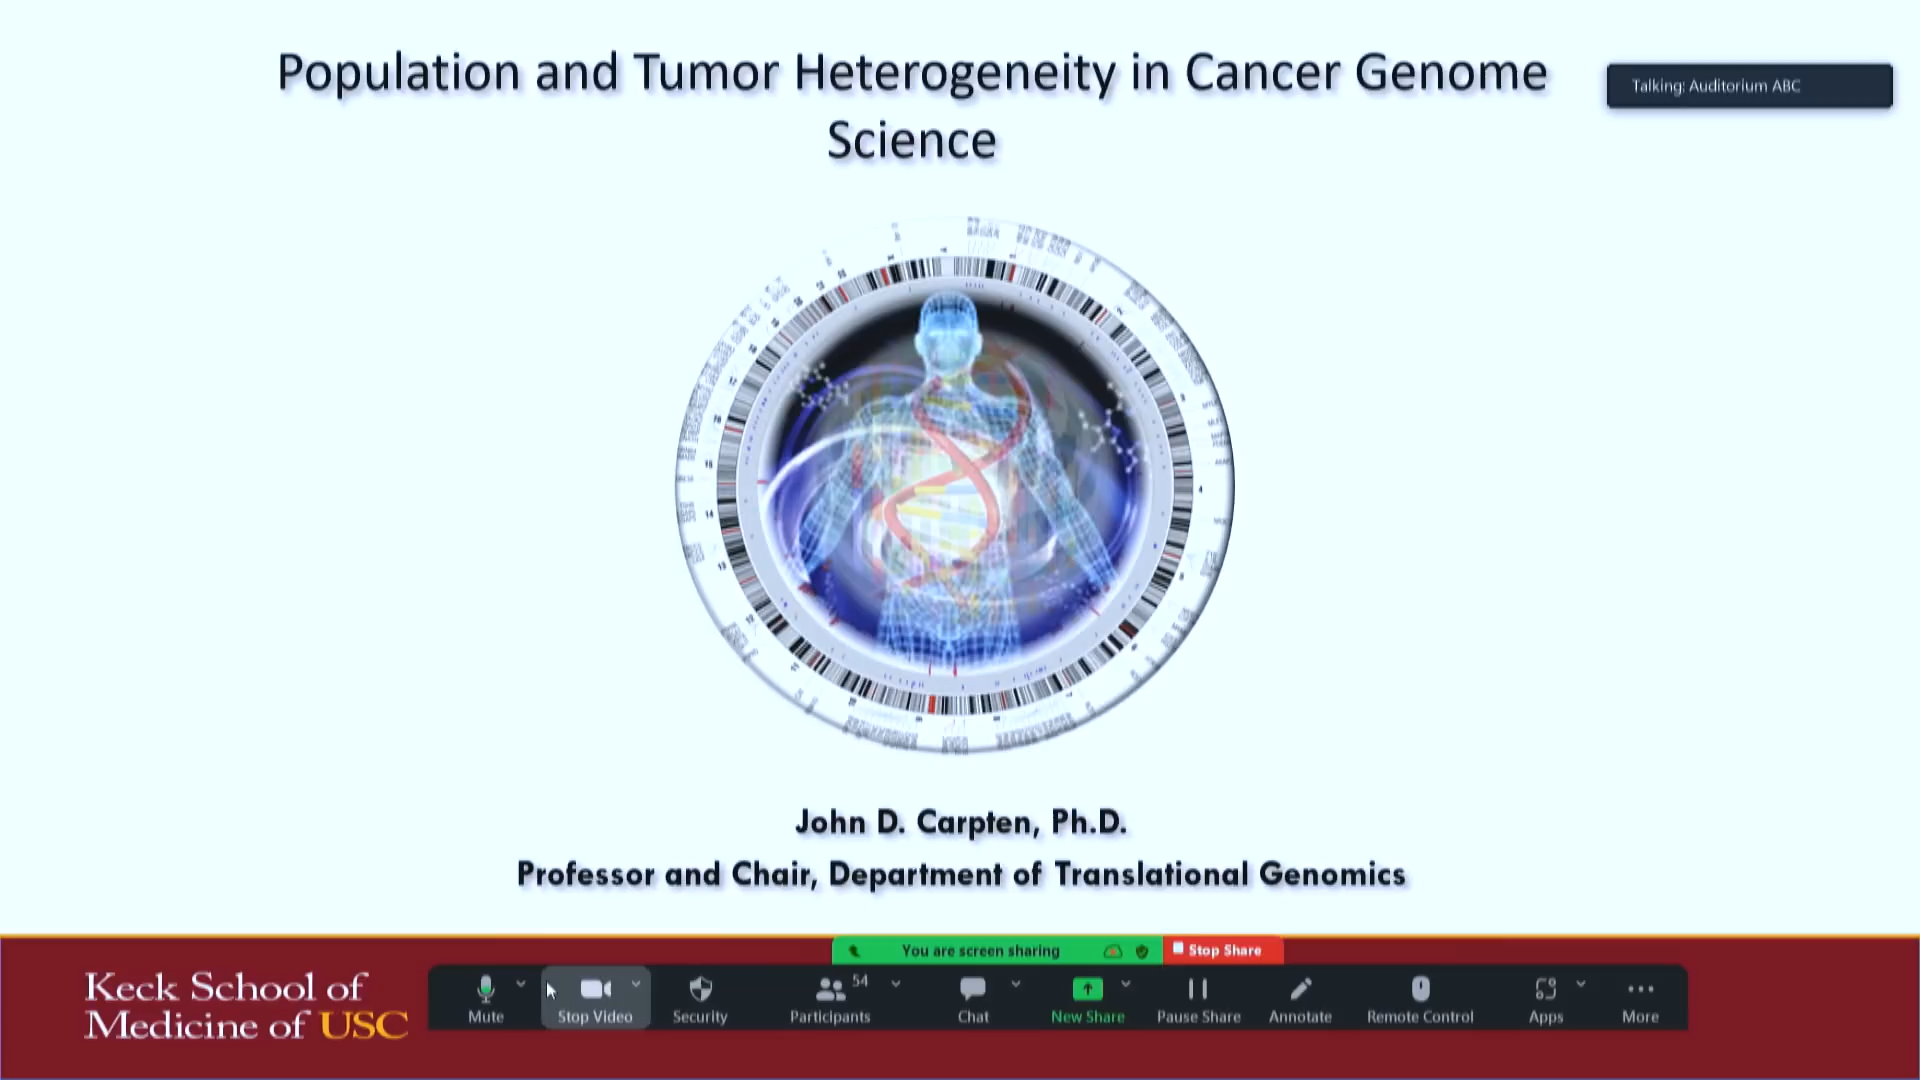 Population and Tumor Heterogeneity in Cancer Genome
Science
Talking: Auditorium ABC
John D. Carpten, Ph.D.
Professor and Chair, Department of Translational Genomics
You are screen sharing
Stop Share
Keck School of
Medicine of USC
Mute
Stop Video
Security
54
Participants
Chat
New Share
Pause Share
Annotate
Remote Control
Apps
More